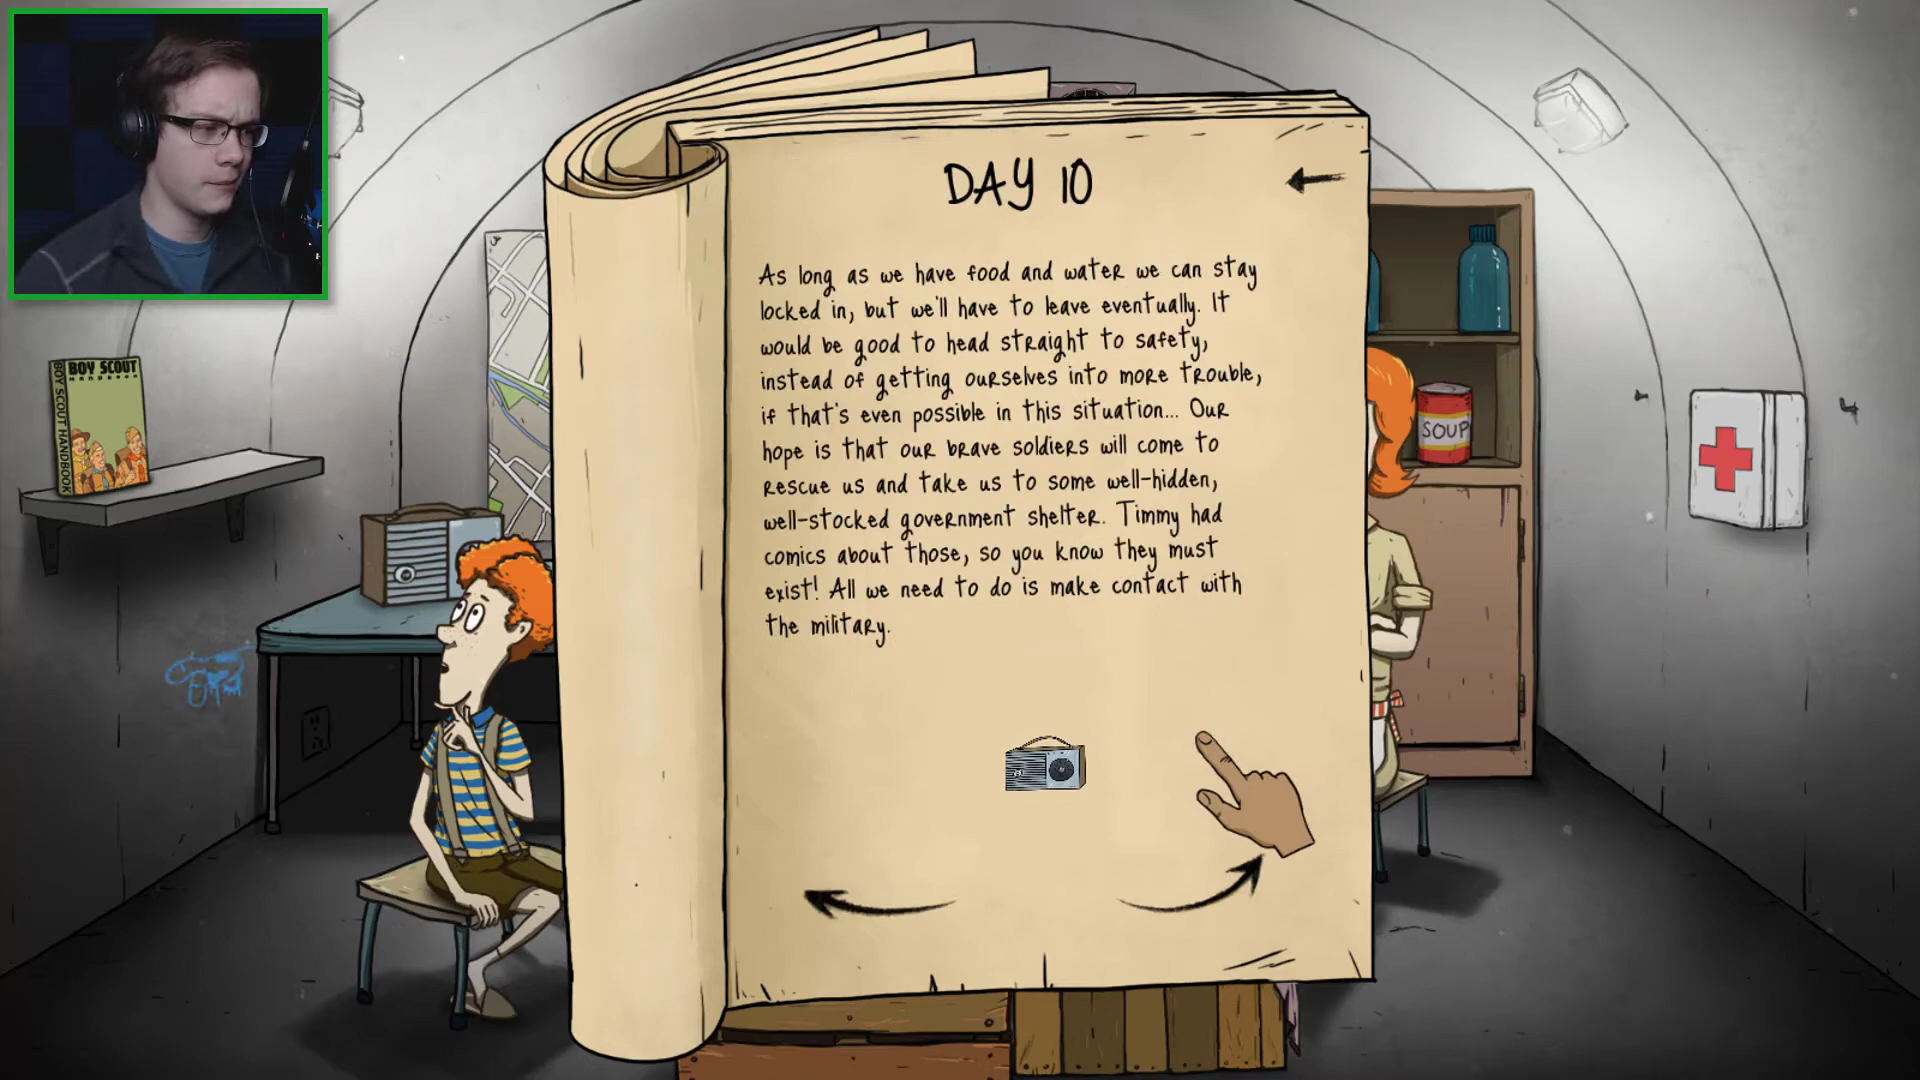 DAY 10
As long as we have food and water we can stay
locked in, but we'll have to leave eventually. It
would be good to head straight to safety,
instead of getting ourselves into more trouble,
if that's even possible in this situation... Our
hope is that our brave soldiers will come to
rescue us and take us to some well-hidden,
well-stocked government shelter. Timmy had
comics about those, so you know they must
exist! All we need to do is make contact with
the military.
BOY SCOUT
HANDBOOK
BOY SCOUT HANDBOOK
SOUP